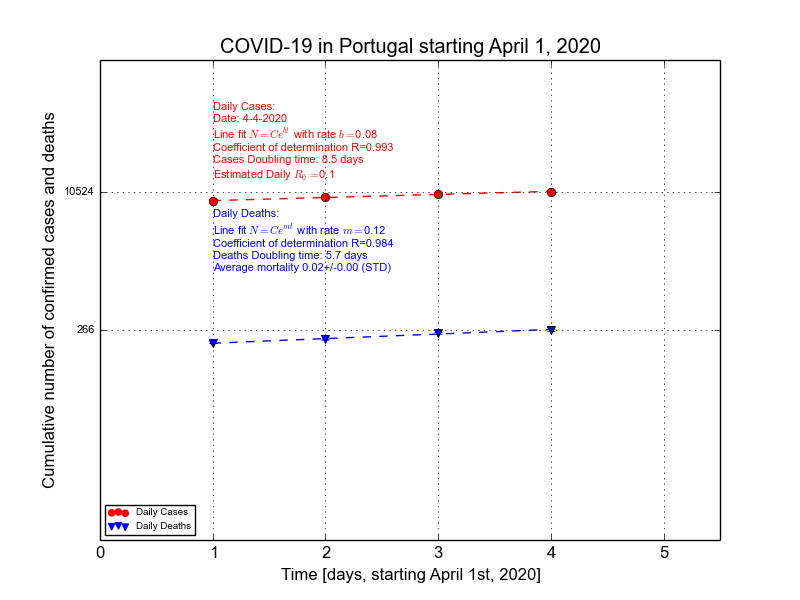 COVID-19 in Portugal starting April 1, 2020
Daily Cases:
Date: 4-4-2020
Line fit N = Ce^{bt} with rate b =0.08
Coefficient of determination R=0.993
Cases Doubling time: 8.5 days
Estimated Daily R_0 =0.1
10524
Daily Deaths:
Line fit N = Ce^{mt} with rate m =0.12
Coefficient of determination R=0.984
Deaths Doubling time: 5.7 days
Average mortality 0.02+/-0.00 (STD)
266
Cumulative number of confirmed cases and deaths
Daily Cases
Daily Deaths
0 1 2 3 4 5
Time [days, starting April 1st, 2020]